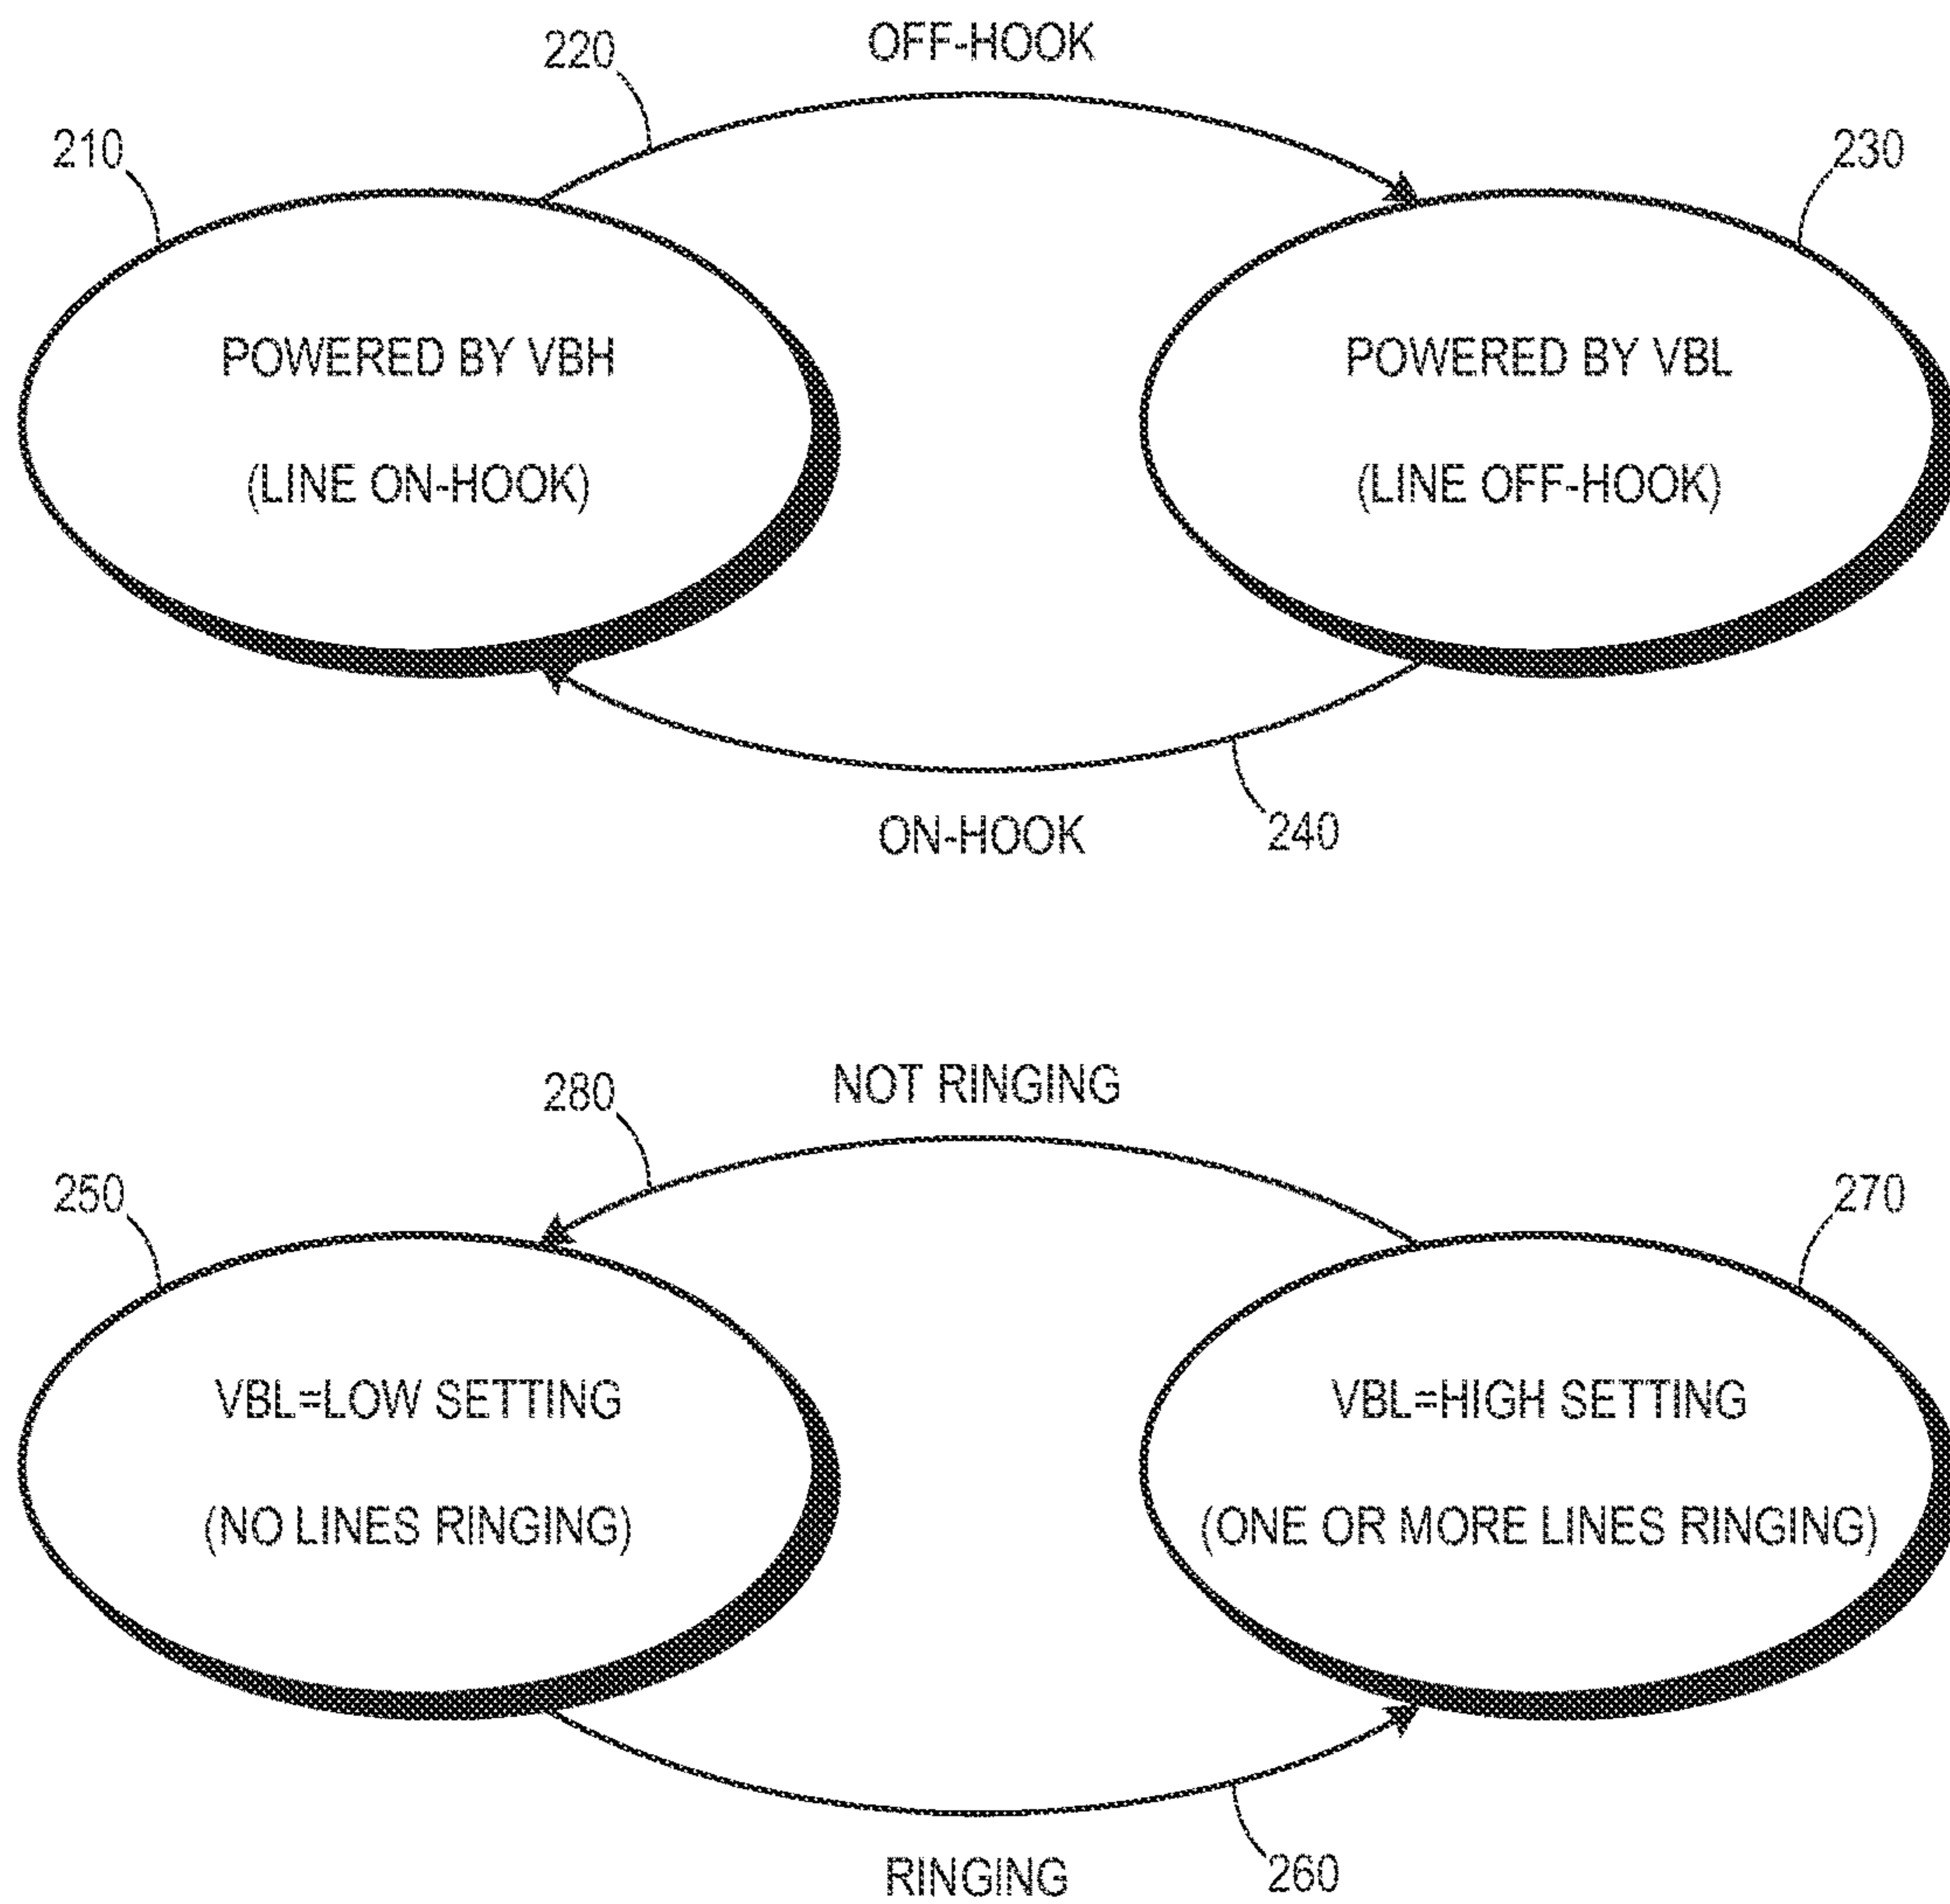 220
OFF-HOOK
210
230
POWERED BY VBH
(LINE ON-HOOK)
POWERED BY VBL
(LINE OFF-HOOK)
ON-HOOK
240
280
NOT RINGING
250
270
VBL=LOW SETTING
(NO LINES RINGING)
VBL=HIGH SETTING
(ONE OR MORE LINES RINGING)
RINGING
260